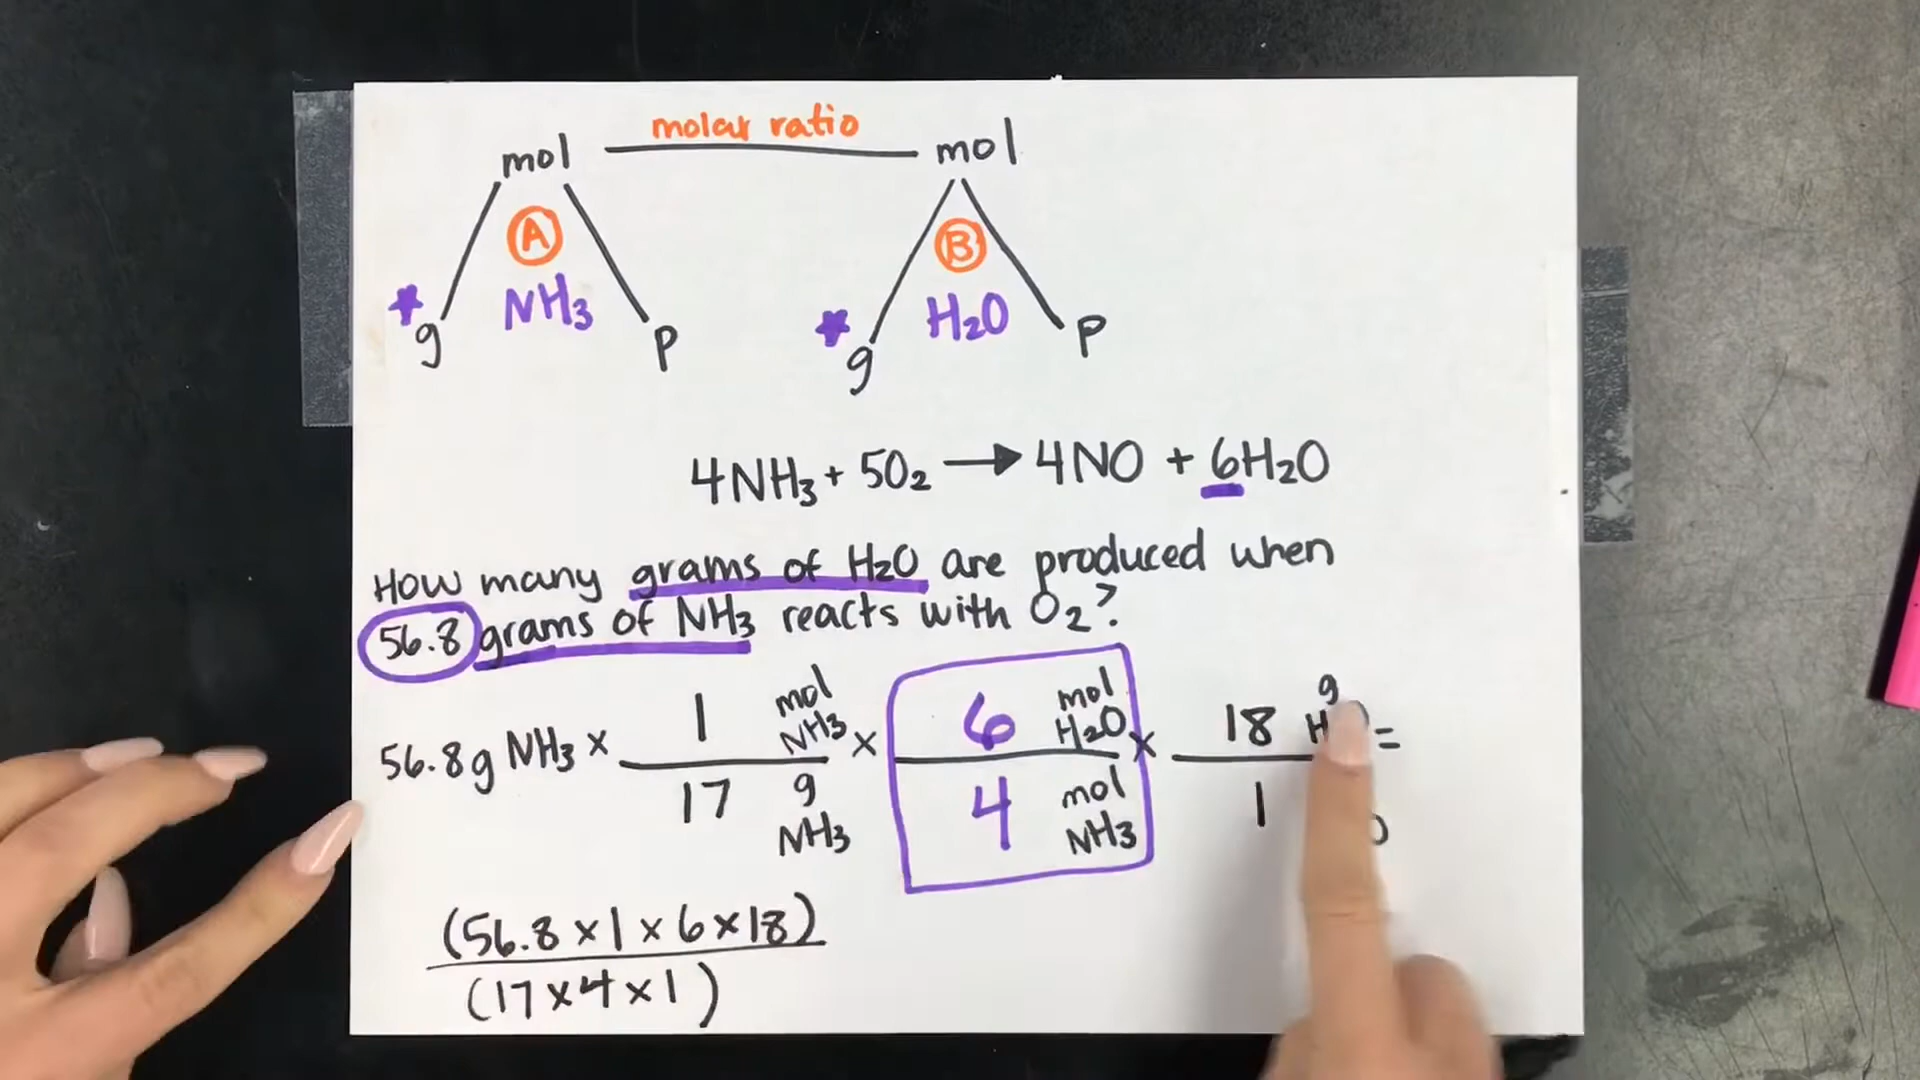 molar ratio
mol mol
A B
NH3 H2O
g p g p
4NH3 + 5O2 → 4NO + 6H2O
How many grams of H2O are produced when
56.8 grams of NH3 reacts with O2?
56.8g NH3 × 1 mol NH3 / 17 g NH3 × 6 mol H2O / 4 mol NH3 × 18 g =
1
(56.8 × 1 × 6 × 18)
(17 × 4 × 1)